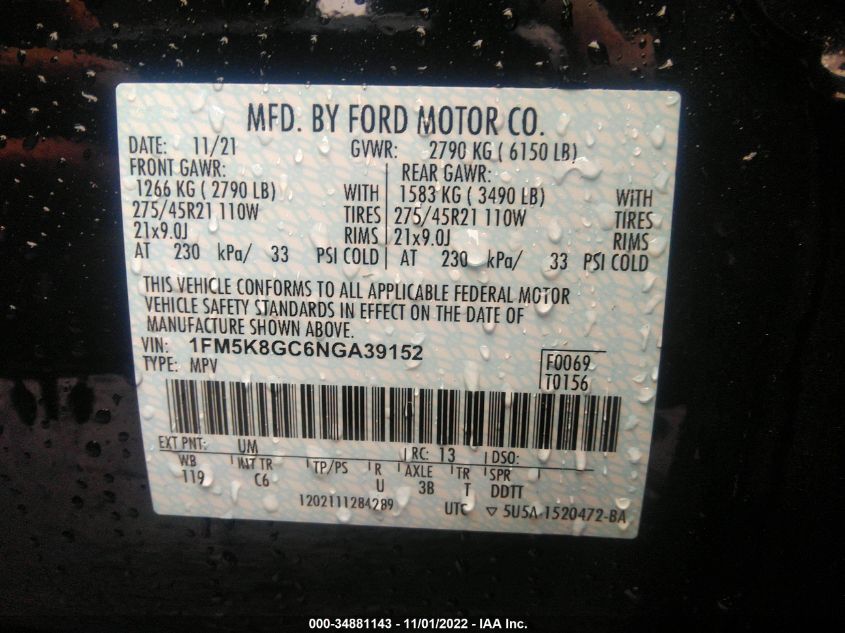 MFD. BY FORD MOTOR CO.
DATE: 11/21 GVWR: 2790 KG ( 6150 LB)
FRONT GAWR: REAR GAWR:
1266 KG ( 2790 LB) WITH 1583 KG ( 3490 LB) WiTH
275/45R21 110W TIRES 275/45R21 110W TIRES
21x9.0J RIMS 21x9.0J RIMS
AT 230 kPa/ 33 PSI COLD AT 230 kPa/ 33 PSI COLD
THIS VEHICLE CONFORMS TO ALL APPLICABLE FEDERAL MOTOR
VEHICLE SAFETY STANDARDS IN EFFECT ON THE DATE OF
MANUFACTURE SHOWN ABOVE.
VIN: 1FM5K8GC6NGA39152
TYPE: MPV
F0069
T0156
EXT PNT: UM RC: 13 DSO:
WB INT TR TP/PS R AXLE TR SPR
119 C6 U 3B T DDTT
1202111284289 UTC ▽ 5U5A-1520472-BA
000-34881143 - 11/01/2022 - IAA Inc.